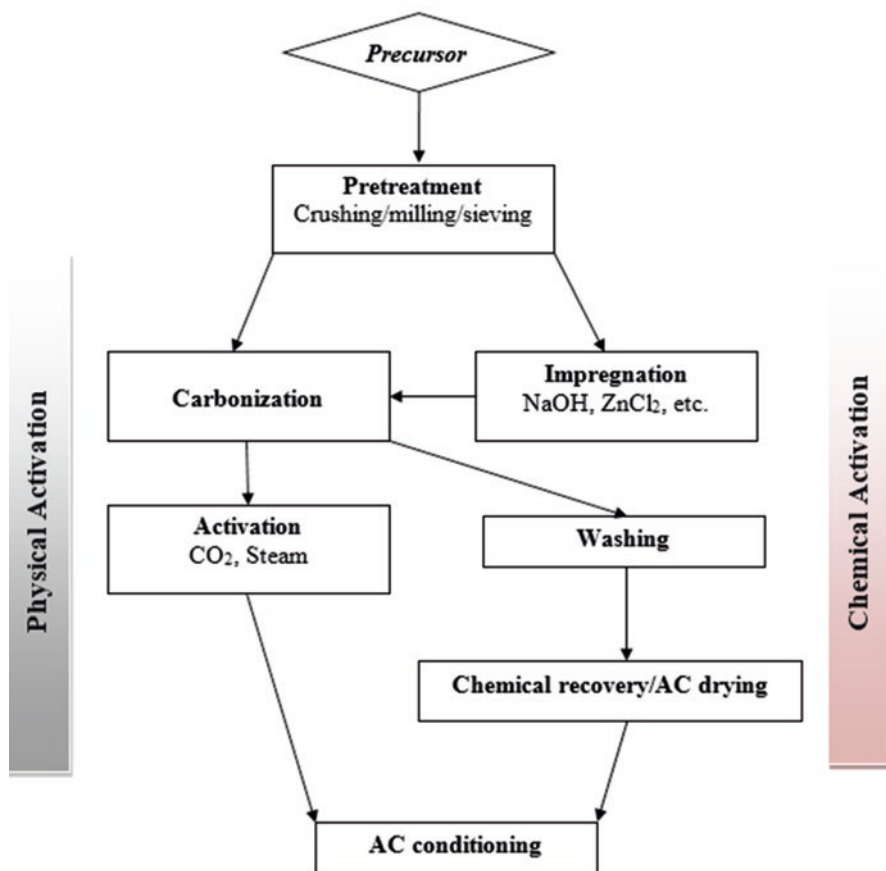 Precursor
Pretreatment
Crushing/milling/sieving
Physical Activation
Chemical Activation
Carbonization
Impregnation
NaOH, ZnCl₂, etc.
Activation
CO₂, Steam
Washing
Chemical recovery/AC drying
AC conditioning